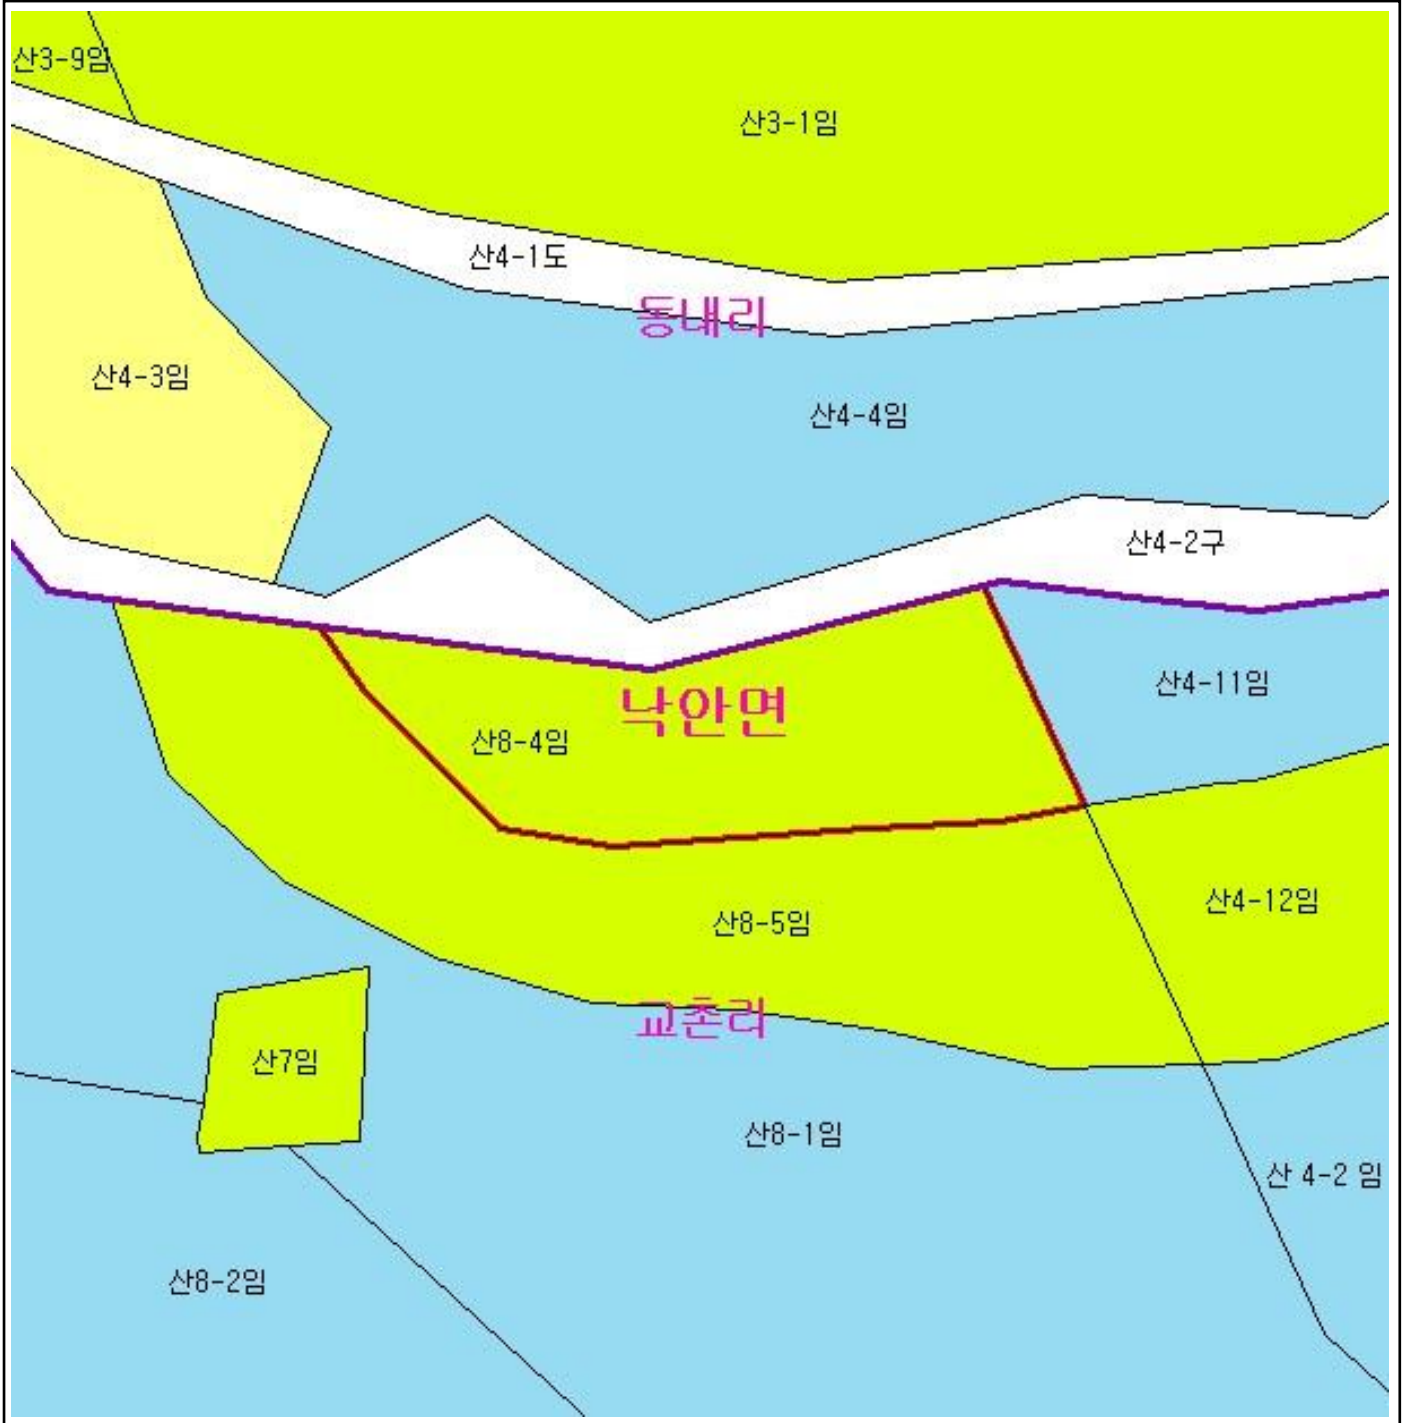 산3-9임
산3-1임
산4-1도
동내리
산4-3임
산4-4임
산4-2구
산4-11임
낙안면
산8-4임
산4-12임
산8-5임
교촌리
산7임
산8-1임
산 4-2 임
산8-2임